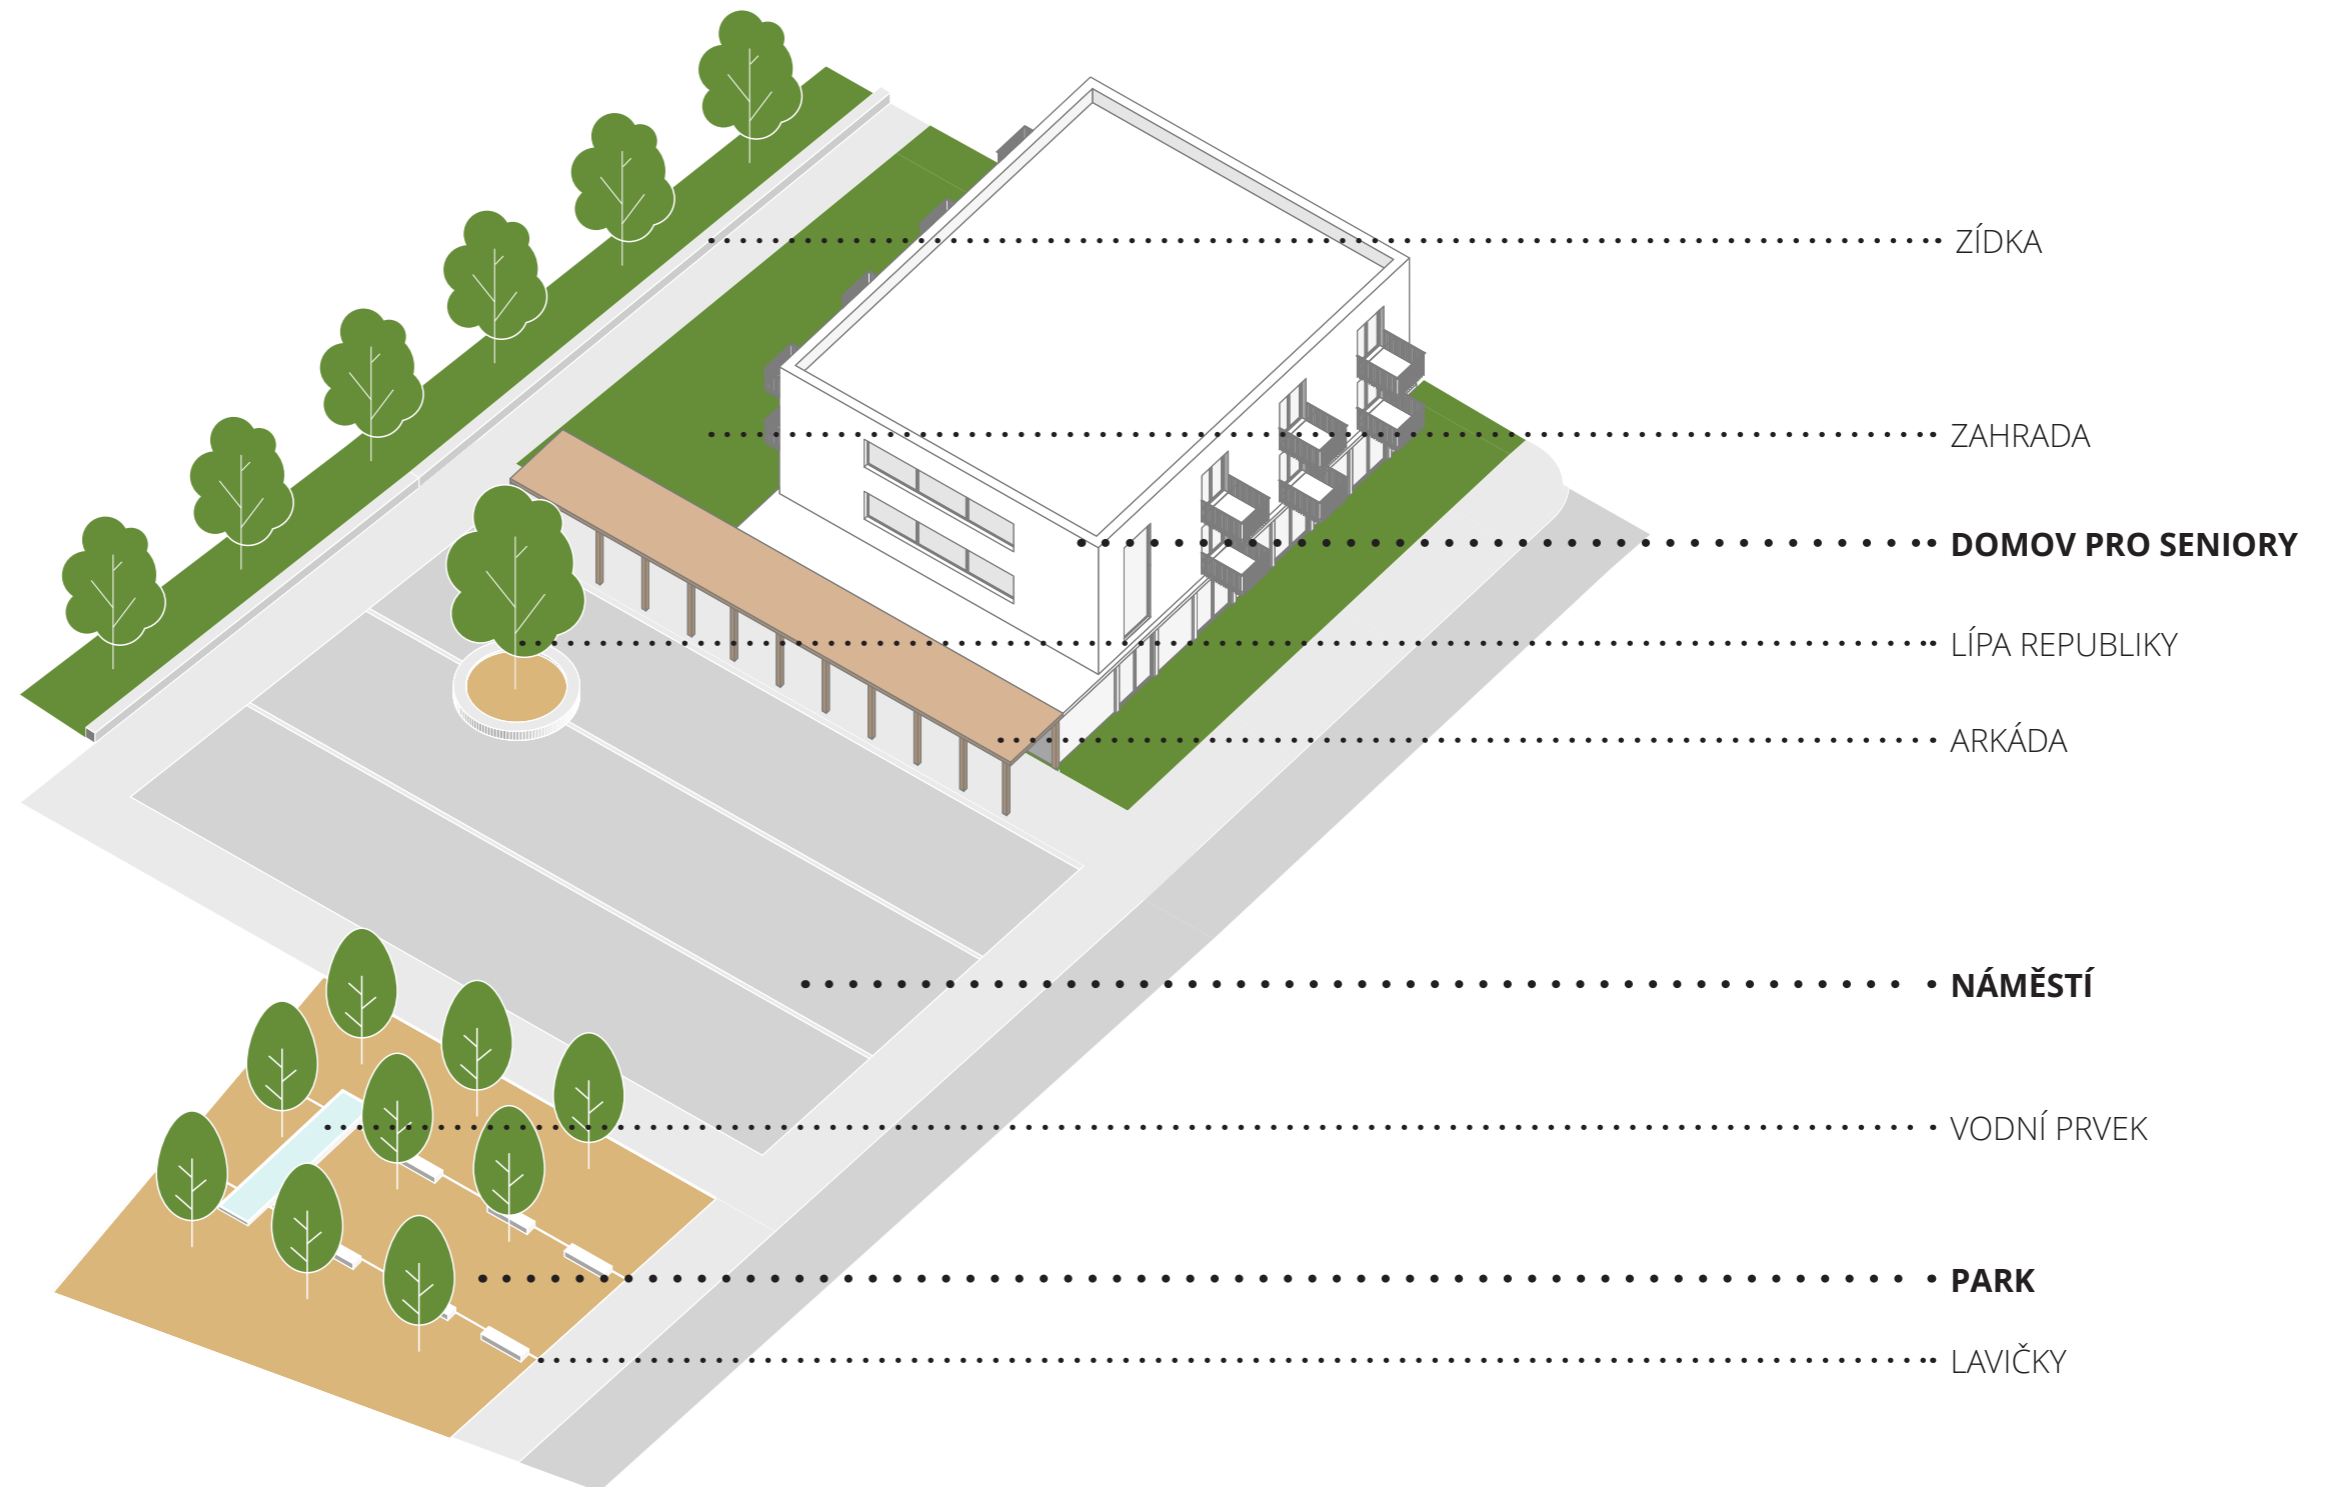 ZÍDKA
ZAHRADA
DOMOV PRO SENIORY
LÍPA REPUBLIKY
ARKÁDA
NÁMĚSTÍ
VODNÍ PRVEK
PARK
LAVIČKY